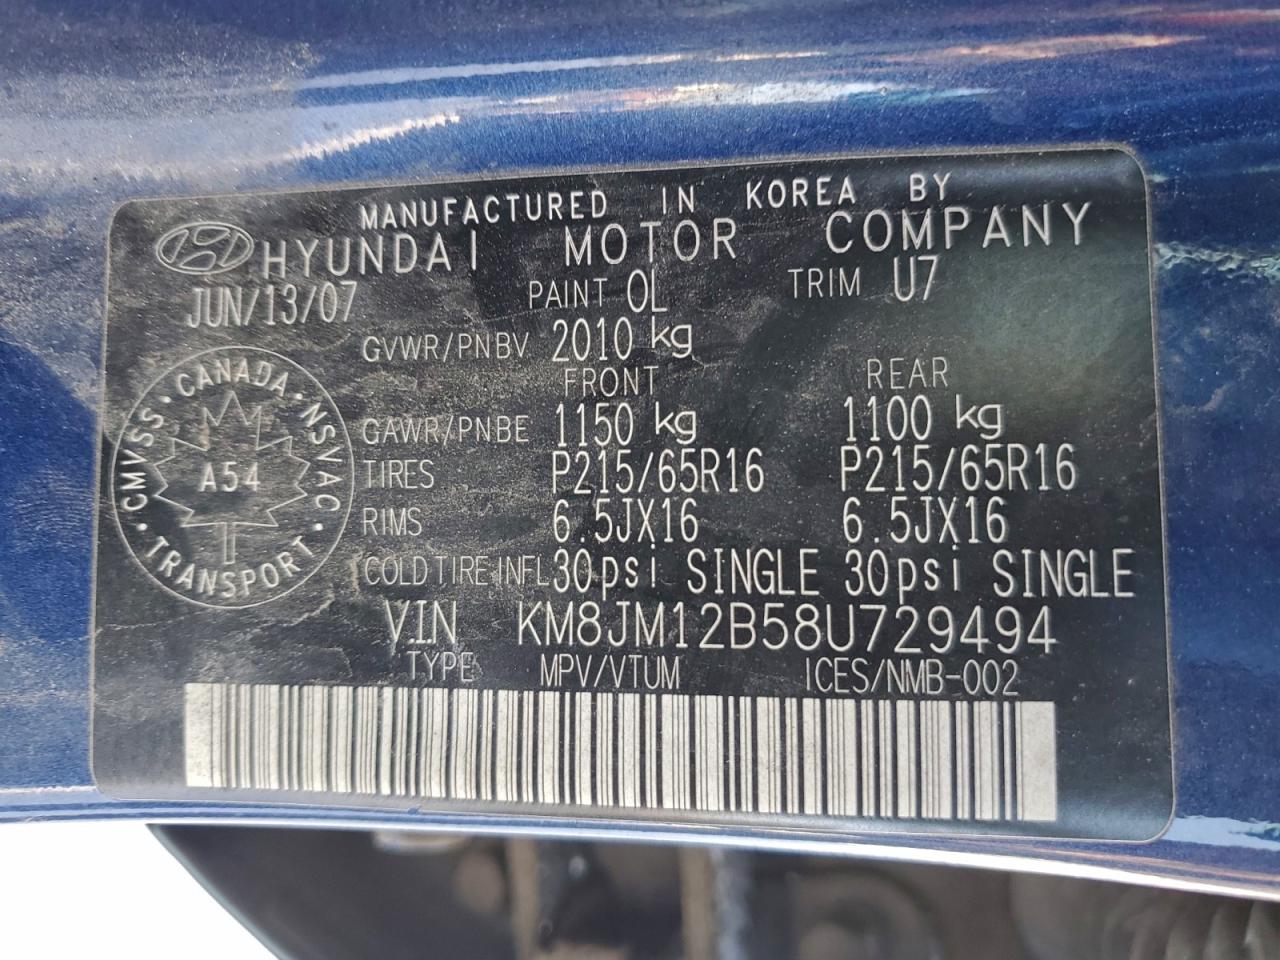 MANUFACTURED IN KOREA BY
HYUNDAI MOTOR COMPANY
JUN/13/07 PAINT OL TRIM U7
GVWR/PNBV 2010 kg
FRONT REAR
GAWR/PNBE 1150 kg 1100 kg
TIRES P215/65R16 P215/65R16
RIMS 6.5JX16 6.5JX16
COLD TIRE INFL 30psi SINGLE 30psi SINGLE
VIN KM8JM12B58U729494
TYPE MPV/VTUM ICES/NMB-002
CMVSS · CANADA · NSVAC · TRANSPORT ·
A54
T